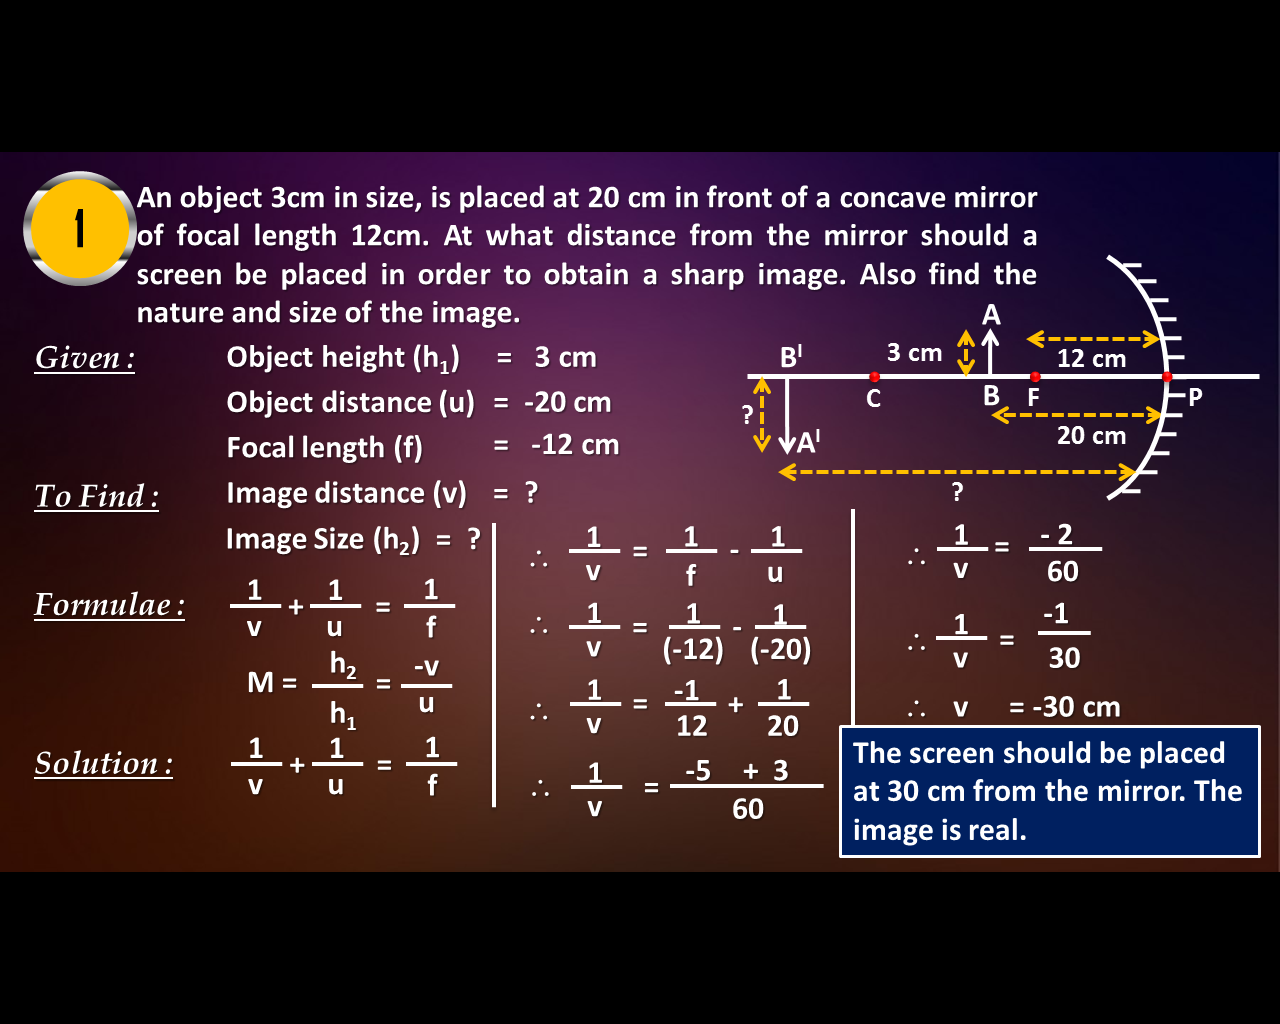 1
An object 3cm in size, is placed at 20 cm in front of a concave mirror
of focal length 12cm. At what distance from the mirror should a
screen be placed in order to obtain a sharp image. Also find the
nature and size of the image.
Given :
Object height (h₁) = 3 cm
Object distance (u) = -20 cm
Focal length (f) = -12 cm
To Find :
Image distance (v) = ?
Image Size (h₂) = ?
Formulae :
1/v + 1/u = 1/f
M = h₂/h₁ = -v/u
Solution :
1/v + 1/u = 1/f
∴ 1/v = 1/f - 1/u
∴ 1/v = 1/(-12) - 1/(-20)
∴ 1/v = -1/12 + 1/20
∴ 1/v = -5 + 3/60
∴ 1/v = - 2/60
∴ 1/v = -1/30
∴ v = -30 cm
The screen should be placed
at 30 cm from the mirror. The
image is real.
A
3 cm
12 cm
Bᴵ
C
B
F
P
?
Aᴵ
20 cm
?